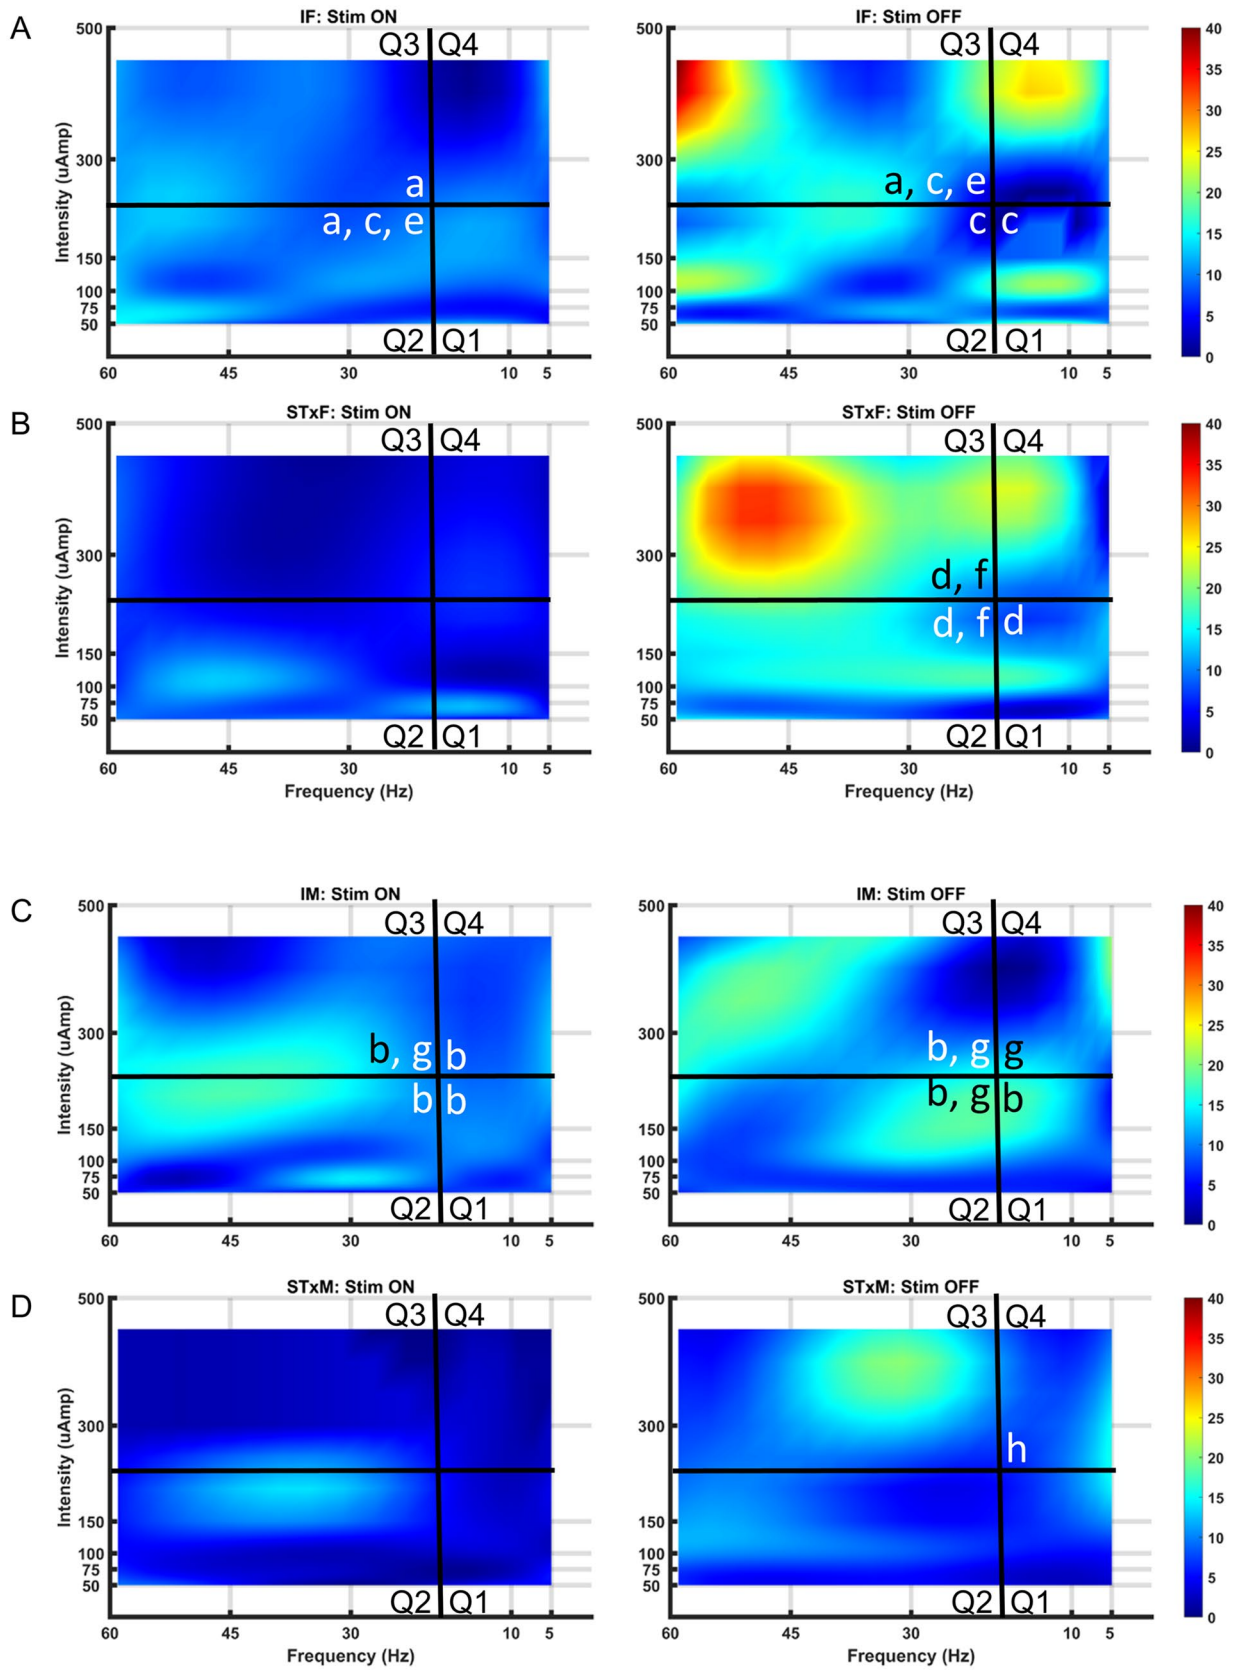 A
IF: Stim ON
IF: Stim OFF
500
Q3 Q4
500
Q3 Q4
40
35
30
25
20
15
10
5
0
Intensity (uAmp)
300
a
300
a, c, e
a, c, e
c c
150
100
75
50
150
100
75
50
Q2 Q1
Q2 Q1
60 45 30 10 5
60 45 30 10 5
B
STxF: Stim ON
STxF: Stim OFF
500
Q3 Q4
500
Q3 Q4
40
35
30
25
20
15
10
5
0
Intensity (uAmp)
300
300
d, f
d, f d
150
100
75
50
150
100
75
50
Q2 Q1
Q2 Q1
60 45 30 10 5
60 45 30 10 5
Frequency (Hz)
Frequency (Hz)
C
IM: Stim ON
IM: Stim OFF
500
Q3 Q4
500
Q3 Q4
40
35
30
25
20
15
10
5
0
Intensity (uAmp)
300
b, g b
300
b, g g
b b
b, g b
150
100
75
50
150
100
75
50
Q2 Q1
Q2 Q1
60 45 30 10 5
60 45 30 10 5
D
STxM: Stim ON
STxM: Stim OFF
500
Q3 Q4
500
Q3 Q4
40
35
30
25
20
15
10
5
0
Intensity (uAmp)
300
300
h
150
100
75
50
150
100
75
50
Q2 Q1
Q2 Q1
60 45 30 10 5
60 45 30 10 5
Frequency (Hz)
Frequency (Hz)